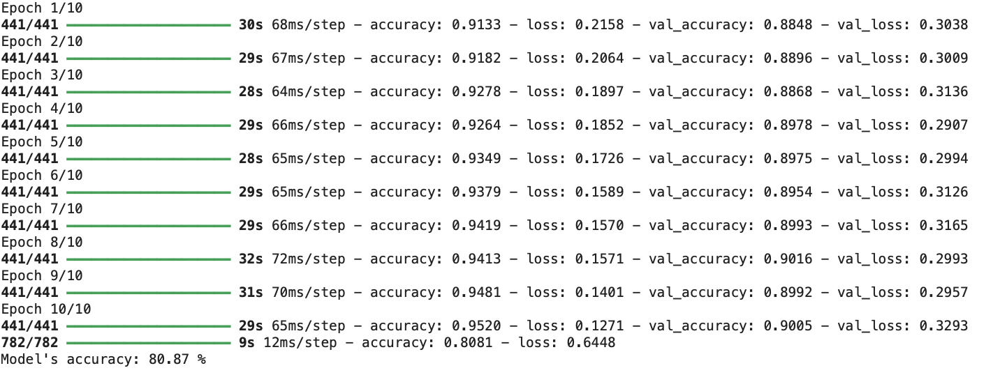 Epoch 1/10
441/441 30s 68ms/step - accuracy: 0.9133 - loss: 0.2158 - val_accuracy: 0.8848 - val_loss: 0.3038
Epoch 2/10
441/441 29s 67ms/step - accuracy: 0.9182 - loss: 0.2064 - val_accuracy: 0.8896 - val_loss: 0.3009
Epoch 3/10
441/441 28s 64ms/step - accuracy: 0.9278 - loss: 0.1897 - val_accuracy: 0.8868 - val_loss: 0.3136
Epoch 4/10
441/441 29s 66ms/step - accuracy: 0.9264 - loss: 0.1852 - val_accuracy: 0.8978 - val_loss: 0.2907
Epoch 5/10
441/441 28s 65ms/step - accuracy: 0.9349 - loss: 0.1726 - val_accuracy: 0.8975 - val_loss: 0.2994
Epoch 6/10
441/441 29s 65ms/step - accuracy: 0.9379 - loss: 0.1589 - val_accuracy: 0.8954 - val_loss: 0.3126
Epoch 7/10
441/441 29s 66ms/step - accuracy: 0.9419 - loss: 0.1570 - val_accuracy: 0.8993 - val_loss: 0.3165
Epoch 8/10
441/441 32s 72ms/step - accuracy: 0.9413 - loss: 0.1571 - val_accuracy: 0.9016 - val_loss: 0.2993
Epoch 9/10
441/441 31s 70ms/step - accuracy: 0.9481 - loss: 0.1401 - val_accuracy: 0.8992 - val_loss: 0.2957
Epoch 10/10
441/441 29s 65ms/step - accuracy: 0.9520 - loss: 0.1271 - val_accuracy: 0.9005 - val_loss: 0.3293
782/782 9s 12ms/step - accuracy: 0.8081 - loss: 0.6448
Model's accuracy: 80.87 %